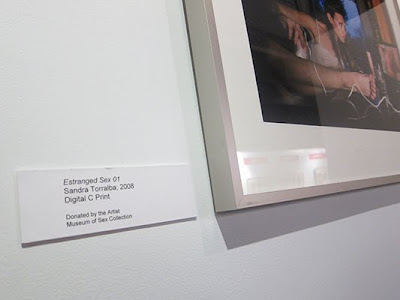 Estranged Sex 01
Sandra Torralba, 2008
Digital C Print
Donated by the Artist
Museum of Sex Collection